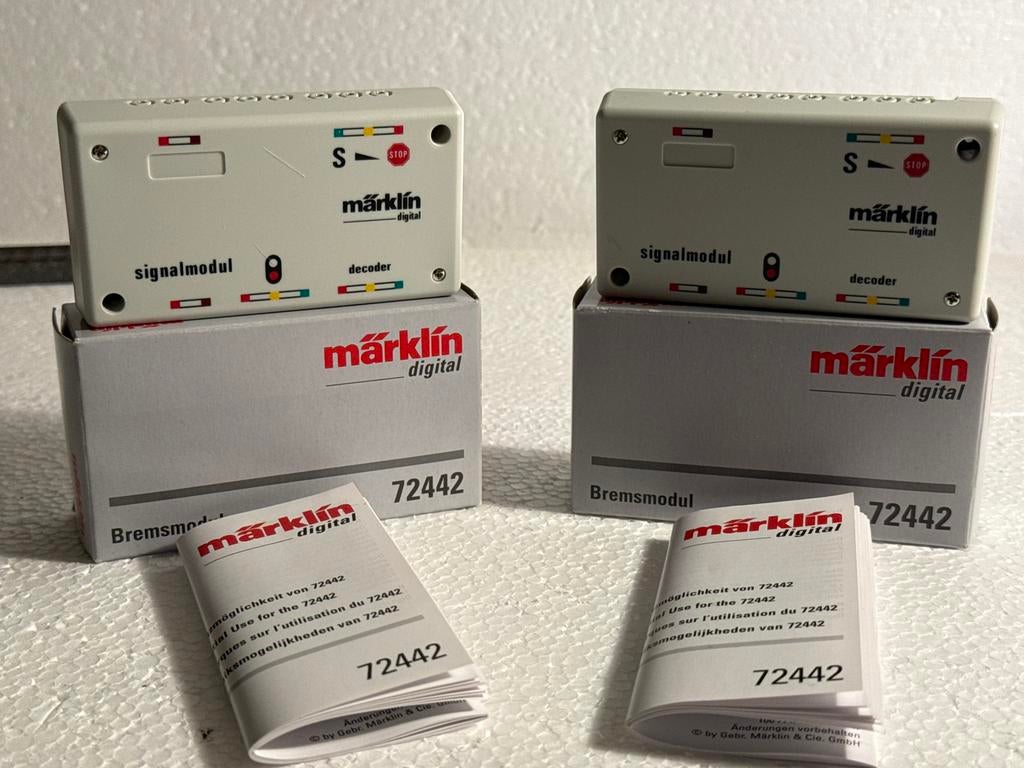 S STOP
märklin
digital
signalmodul
decoder
märklin
digital
Bremsmodul
72442
märklin
digital
möglichkeit von 72442
Use for the 72442
sur l'utilisation du 72442
van 72442
72442
Änderungen
© by Gebr. Märklin & Cie. GmbH
S STOP
märklin
digital
signalmodul
decoder
märklin
digital
Bremsmodul
72442
märklin
digital
möglichkeit von 72442
Use for the 72442
ques sur l'utilisation du 72442
ksmogelijkheden van 72442
72442
Änderungen vorbehalten
© by Gebr. Märklin & Cie. GmbH